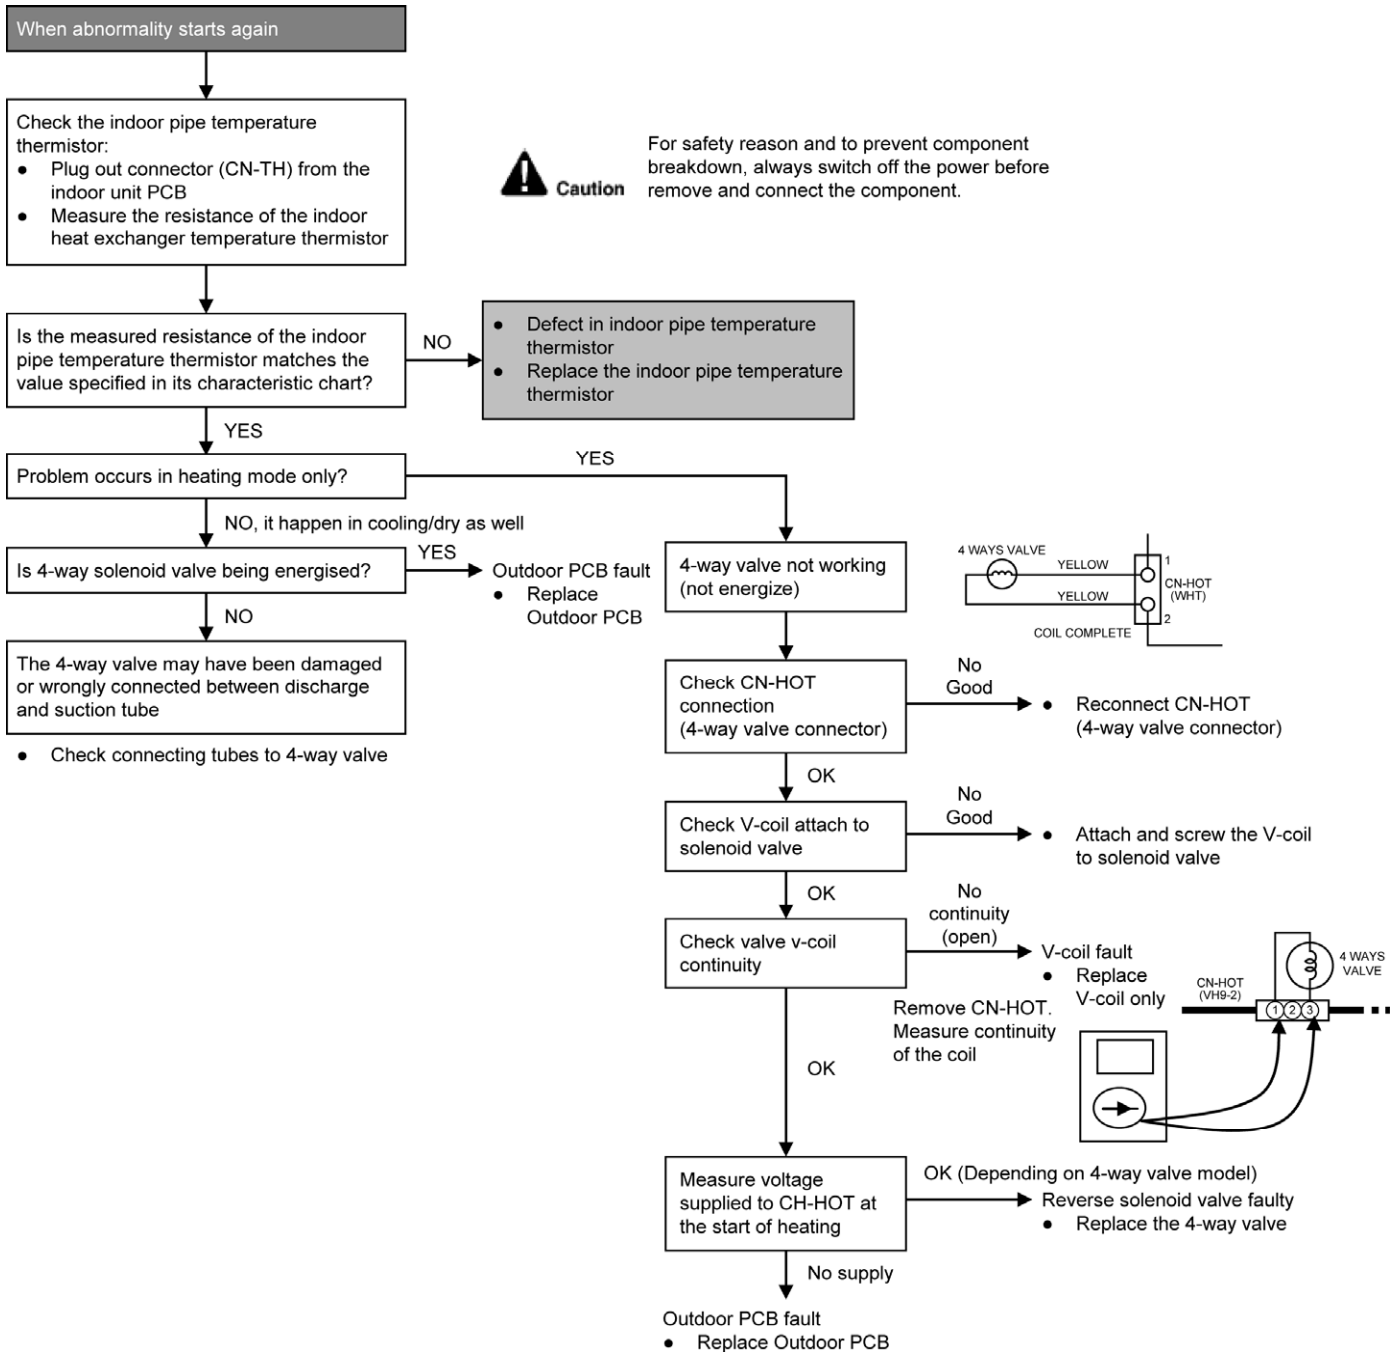 When abnormality starts again
Check the indoor pipe temperature
thermistor:
● Plug out connector (CN-TH) from the
indoor unit PCB
● Measure the resistance of the indoor
heat exchanger temperature thermistor
Caution
For safety reason and to prevent component
breakdown, always switch off the power before
remove and connect the component.
Is the measured resistance of the indoor
pipe temperature thermistor matches the
value specified in its characteristic chart?
NO
● Defect in indoor pipe temperature
thermistor
● Replace the indoor pipe temperature
thermistor
YES
Problem occurs in heating mode only?
YES
NO, it happen in cooling/dry as well
Is 4-way solenoid valve being energised?
YES
Outdoor PCB fault
● Replace
Outdoor PCB
NO
The 4-way valve may have been damaged
or wrongly connected between discharge
and suction tube
● Check connecting tubes to 4-way valve
4-way valve not working
(not energize)
4 WAYS VALVE
YELLOW
YELLOW
1
CN-HOT
(WHT)
2
COIL COMPLETE
Check CN-HOT
connection
(4-way valve connector)
No
Good
● Reconnect CN-HOT
(4-way valve connector)
OK
Check V-coil attach to
solenoid valve
No
Good
● Attach and screw the V-coil
to solenoid valve
OK
Check valve v-coil
continuity
No
continuity
(open)
V-coil fault
● Replace
V-coil only
Remove CN-HOT.
Measure continuity
of the coil
CN-HOT
(VH9-2)
1 2 3
4 WAYS
VALVE
OK
Measure voltage
supplied to CH-HOT at
the start of heating
OK (Depending on 4-way valve model)
Reverse solenoid valve faulty
● Replace the 4-way valve
No supply
Outdoor PCB fault
● Replace Outdoor PCB